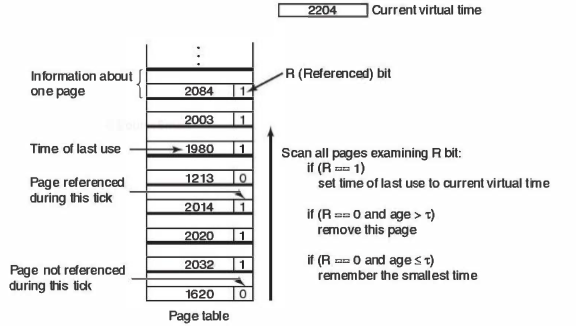 2204 Current virtual time
Information about
one page
R (Referenced) bit
2084 1
2003 1
Time of last use
1980 1
1213 0
Page referenced
during this tick
2014 1
2020 1
2032 1
Page not referenced
during this tick
1620 0
Page table
Scan all pages examining R bit:
if (R == 1)
set time of last use to current virtual time
if (R == 0 and age > τ)
remove this page
if (R == 0 and age ≤ τ)
remember the smallest time